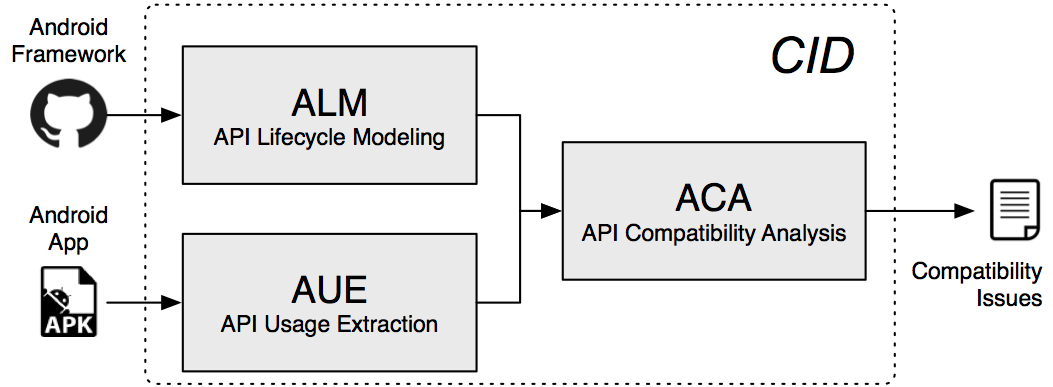 Android
Framework
CID
ALM
API Lifecycle Modeling
ACA
API Compatibility Analysis
Android
App
APK
AUE
API Usage Extraction
Compatibility
Issues